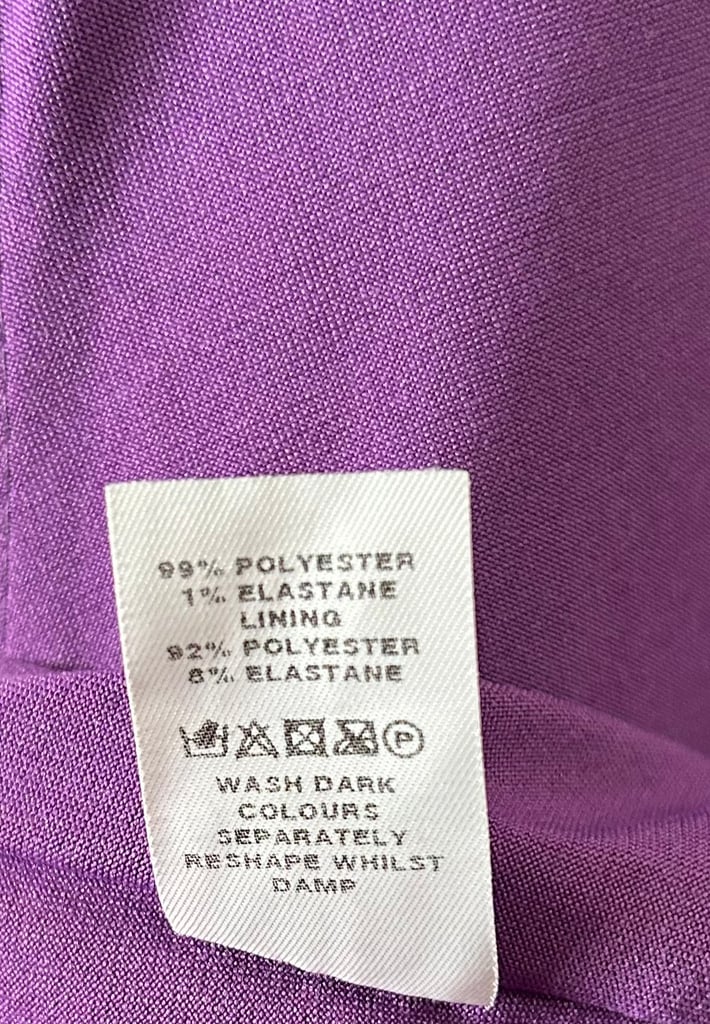 99% POLYESTER
1% ELASTANE
LINING
92% POLYESTER
8% ELASTANE
P
WASH DARK
COLOURS
SEPARATELY
RESHAPE WHILST
DAMP